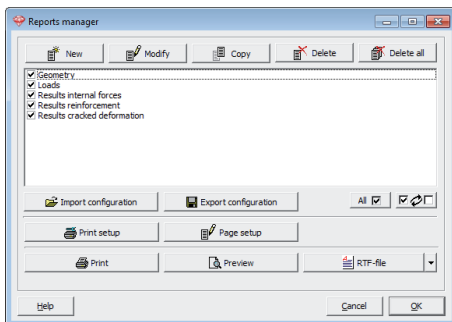 Reports manager
New Modify Copy Delete Delete all
Geometry
Loads
Results internal forces
Results reinforcement
Results cracked deformation
Import configuration Export configuration All
Print setup Page setup
Print Preview RTF-file
Help Cancel OK